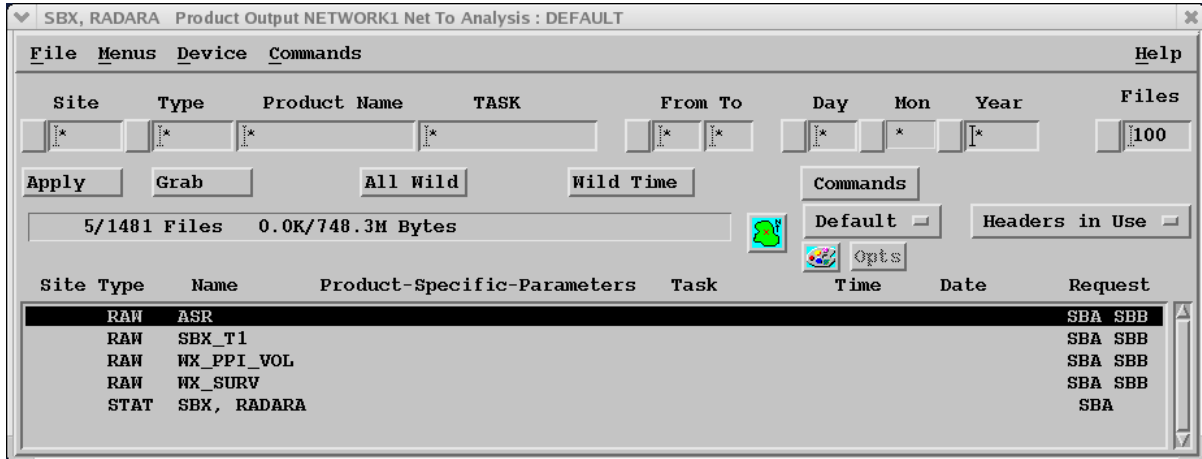 SBX, RADARA Product Output NETWORK1 Net To Analysis : DEFAULT
File Menus Device Commands Help
Site Type Product Name TASK From To Day Mon Year Files
* * * * * * * * * 100
Apply Grab All Wild Wild Time Commands
5/1481 Files 0.0K/748.3M Bytes Default Headers in Use
Opts
Site Type Name Product-Specific-Parameters Task Time Date Request
RAW ASR SBA SBB
RAW SBX_T1 SBA SBB
RAW WX_PPI_VOL SBA SBB
RAW WX_SURV SBA SBB
STAT SBX, RADARA SBA